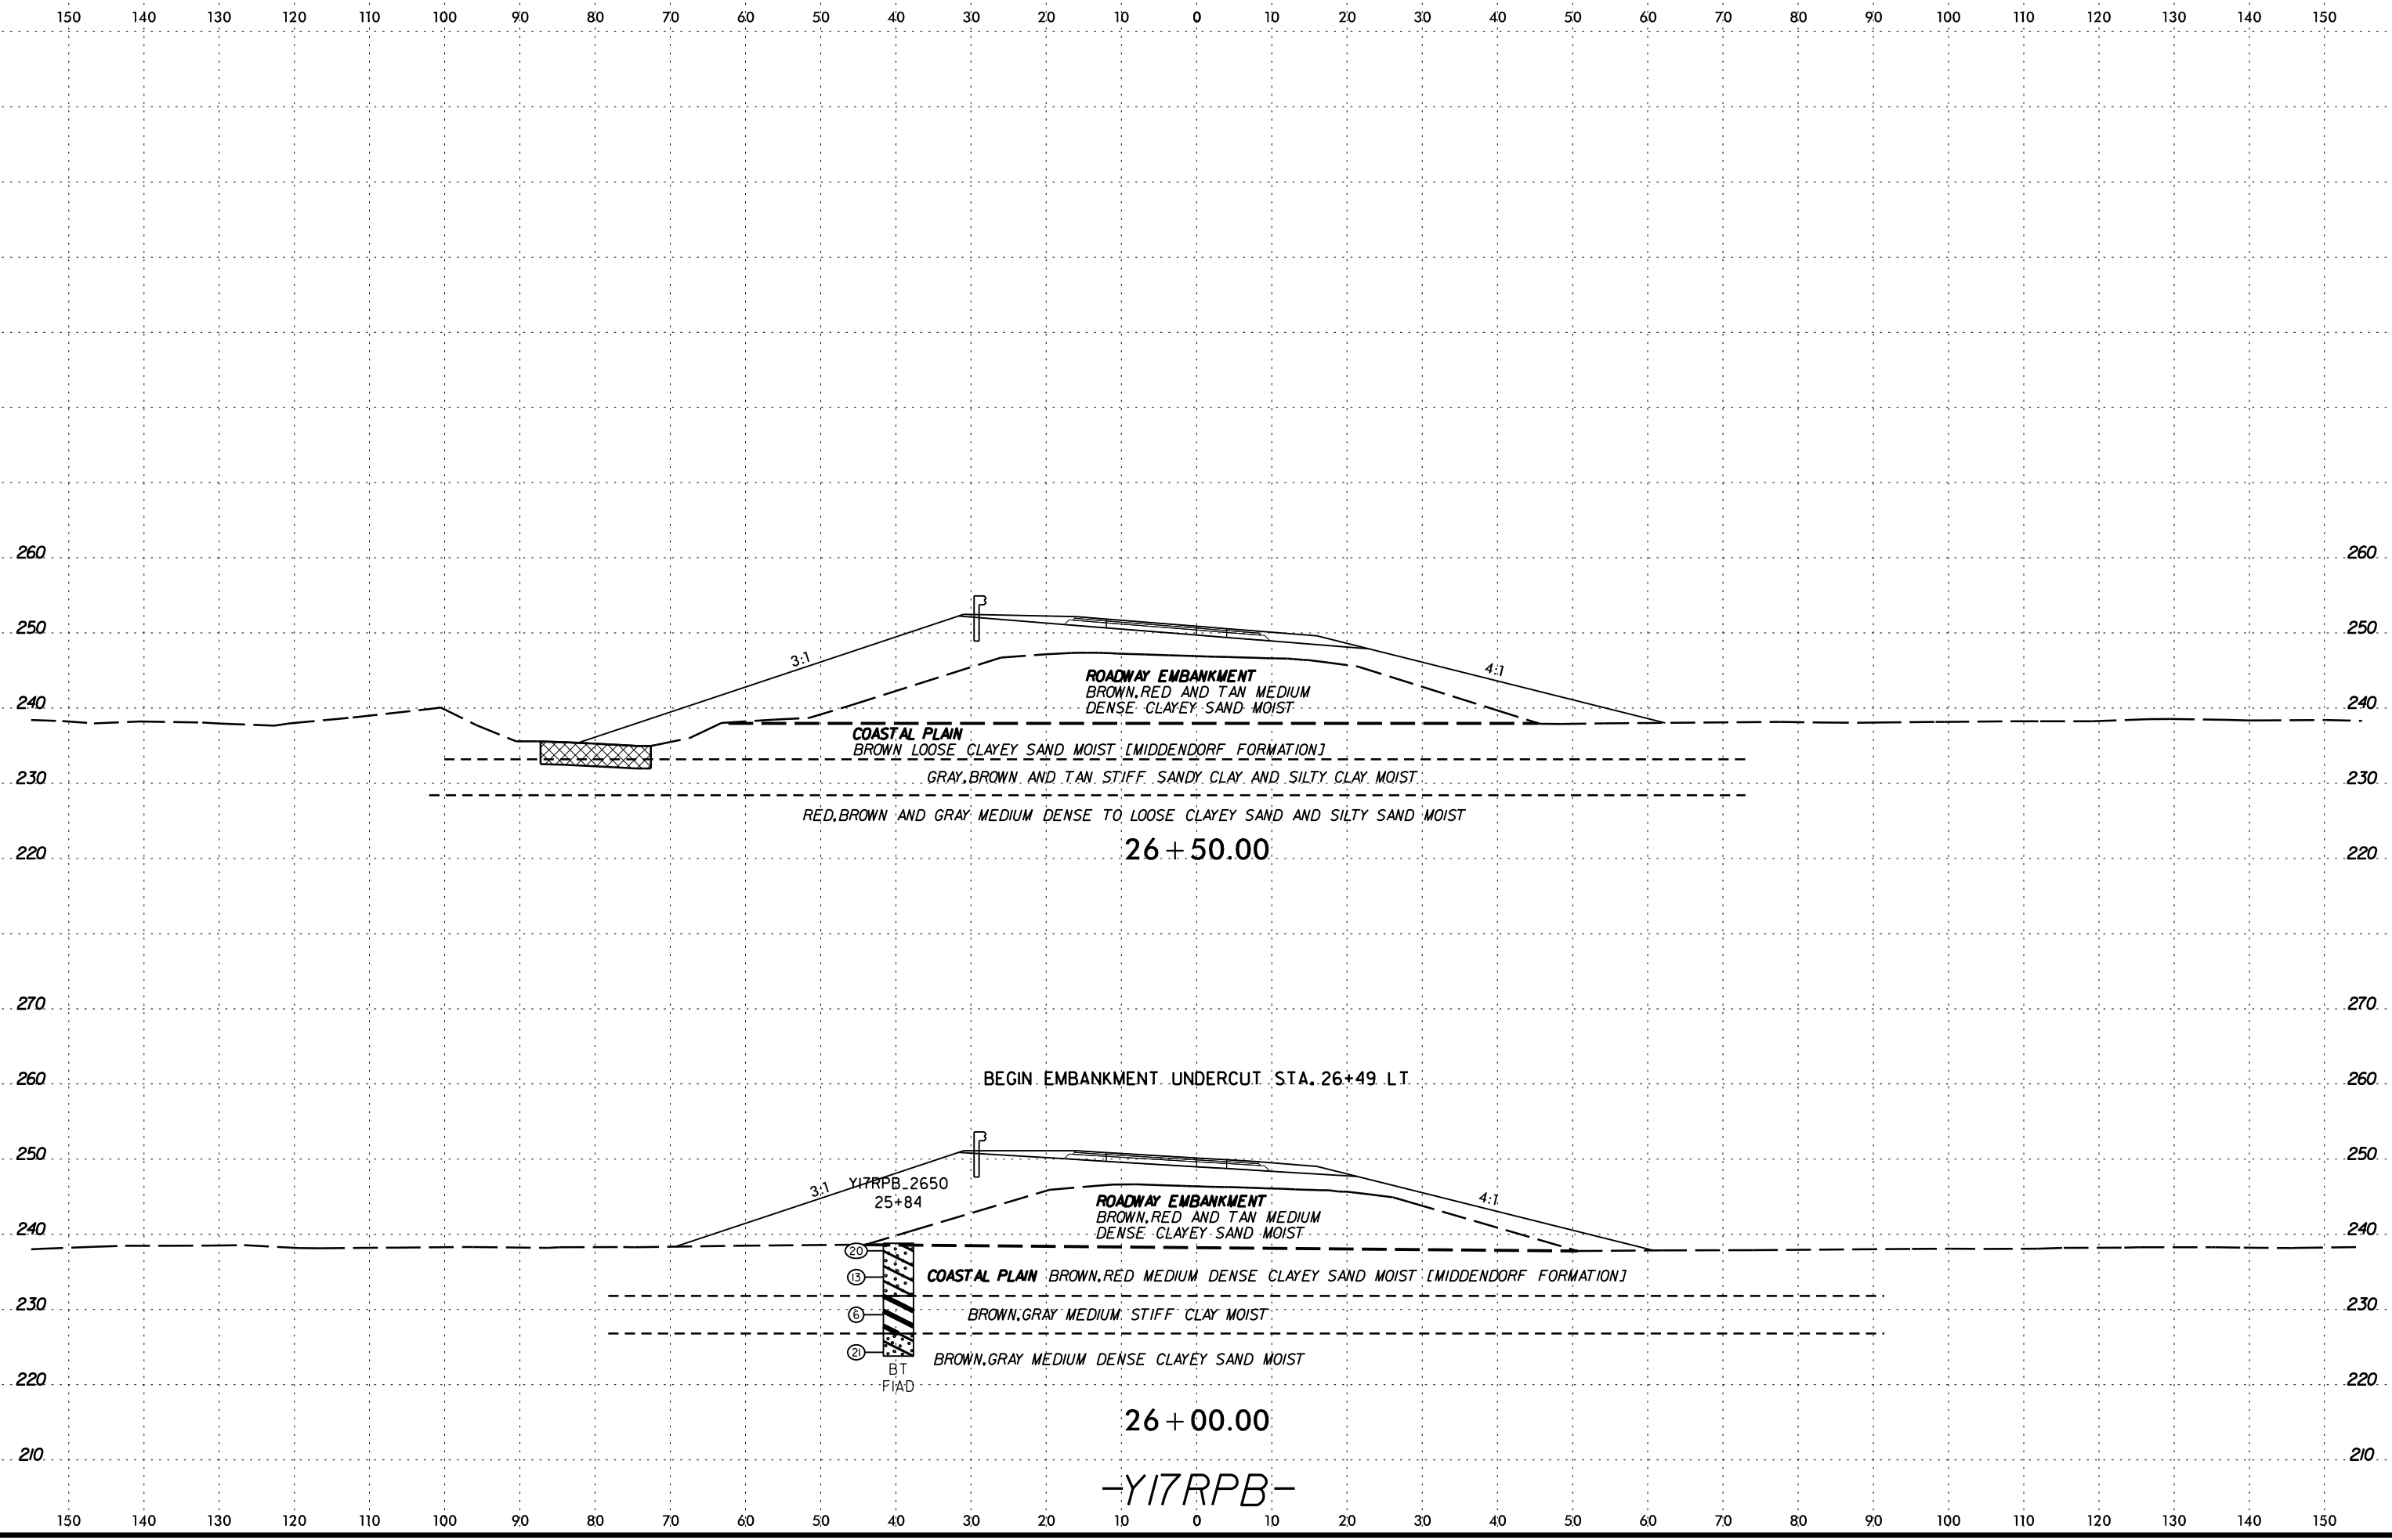 150 140 130 120 110 100 90 80 70 60 50 40 30 20 10 0 10 20 30 40 50 60 70 80 90 100 110 120 130 140 150
260 260
250 250
3:1
4:1
ROADWAY EMBANKMENT
BROWN,RED AND TAN MEDIUM
DENSE CLAYEY SAND MOIST
240 240
COASTAL PLAIN
BROWN LOOSE CLAYEY SAND MOIST [MIDDENDORF FORMATION]
230 230
GRAY,BROWN AND TAN STIFF SANDY CLAY AND SILTY CLAY MOIST
RED,BROWN AND GRAY MEDIUM DENSE TO LOOSE CLAYEY SAND AND SILTY SAND MOIST
26+50.00
220 220
270 270
260 260
BEGIN EMBANKMENT UNDERCUT STA. 26+49 LT
250 250
3:1
Y17RPB_2650
25+84
4:1
ROADWAY EMBANKMENT
BROWN,RED AND TAN MEDIUM
DENSE CLAYEY SAND MOIST
240 240
20
13
COASTAL PLAIN BROWN,RED MEDIUM DENSE CLAYEY SAND MOIST [MIDDENDORF FORMATION]
230 230
6
BROWN,GRAY MEDIUM STIFF CLAY MOIST
21
BROWN,GRAY MEDIUM DENSE CLAYEY SAND MOIST
BT
FIAD
220 220
26+00.00
210 210
-Y17RPB-
150 140 130 120 110 100 90 80 70 60 50 40 30 20 10 0 10 20 30 40 50 60 70 80 90 100 110 120 130 140 150